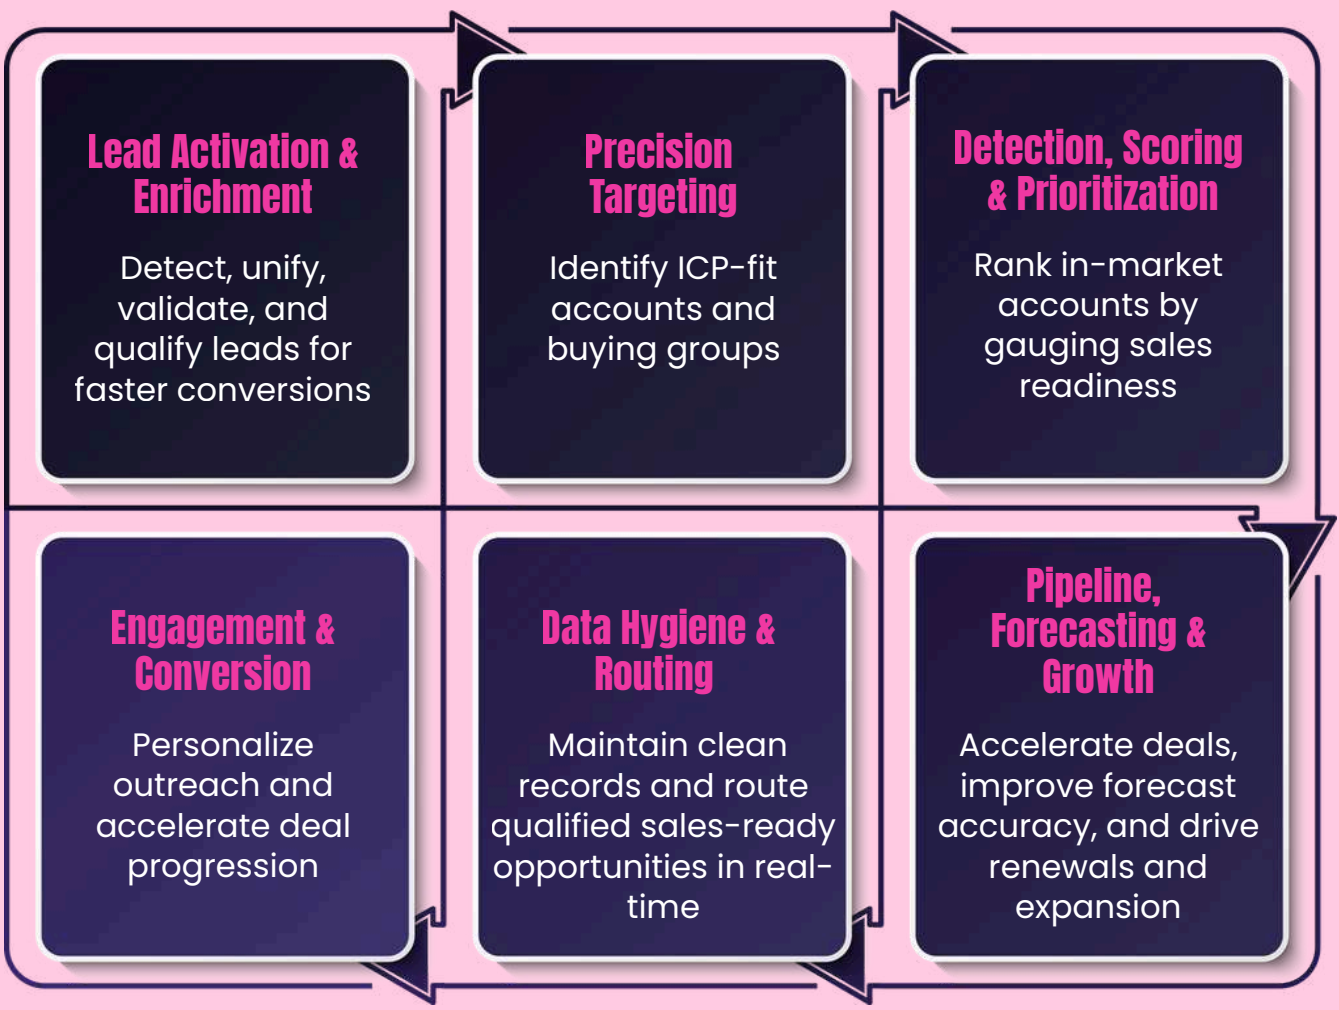 Lead Activation &
Enrichment
Detect, unify,
validate, and
qualify leads for
faster conversions
Precision
Targeting
Identify ICP-fit
accounts and
buying groups
Detection, Scoring
& Prioritization
Rank in-market
accounts by
gauging sales
readiness
Engagement &
Conversion
Personalize
outreach and
accelerate deal
progression
Data Hygiene &
Routing
Maintain clean
records and route
qualified sales-ready
opportunities in real-
time
Pipeline,
Forecasting &
Growth
Accelerate deals,
improve forecast
accuracy, and drive
renewals and
expansion